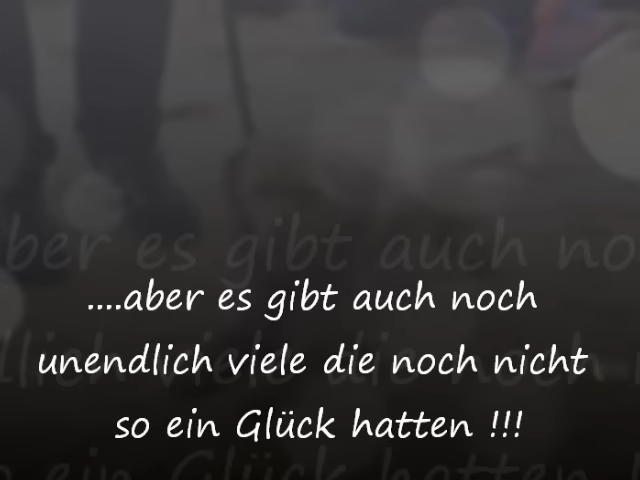 ....aber es gibt auch noch
unendlich viele die noch nicht
so ein Glück hatten !!!